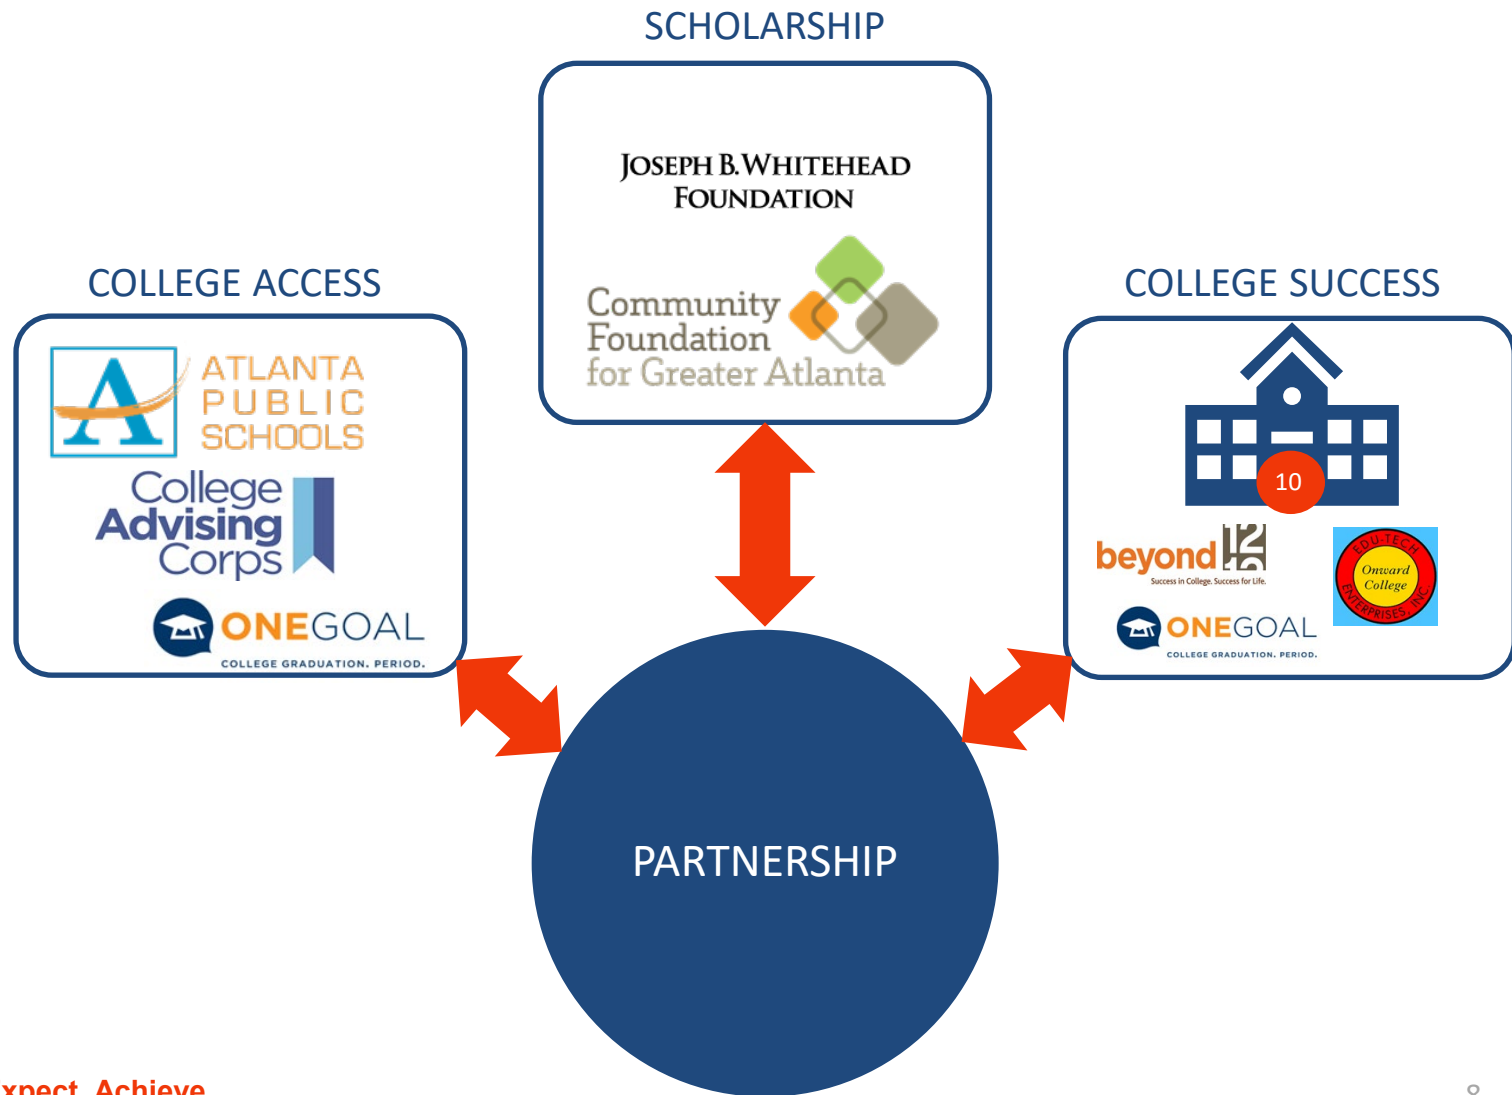 SCHOLARSHIP
JOSEPH B. WHITEHEAD
FOUNDATION
Community
Foundation
for Greater Atlanta
COLLEGE ACCESS
ATLANTA
PUBLIC
SCHOOLS
College
Advising
Corps
ONEGOAL
COLLEGE GRADUATION. PERIOD.
COLLEGE SUCCESS
10
beyond 12
Success in College. Success for Life.
EDU-TECH
Onward
College
ENTERPRISES, INC
ONEGOAL
COLLEGE GRADUATION. PERIOD.
PARTNERSHIP
xpect. Achieve
8